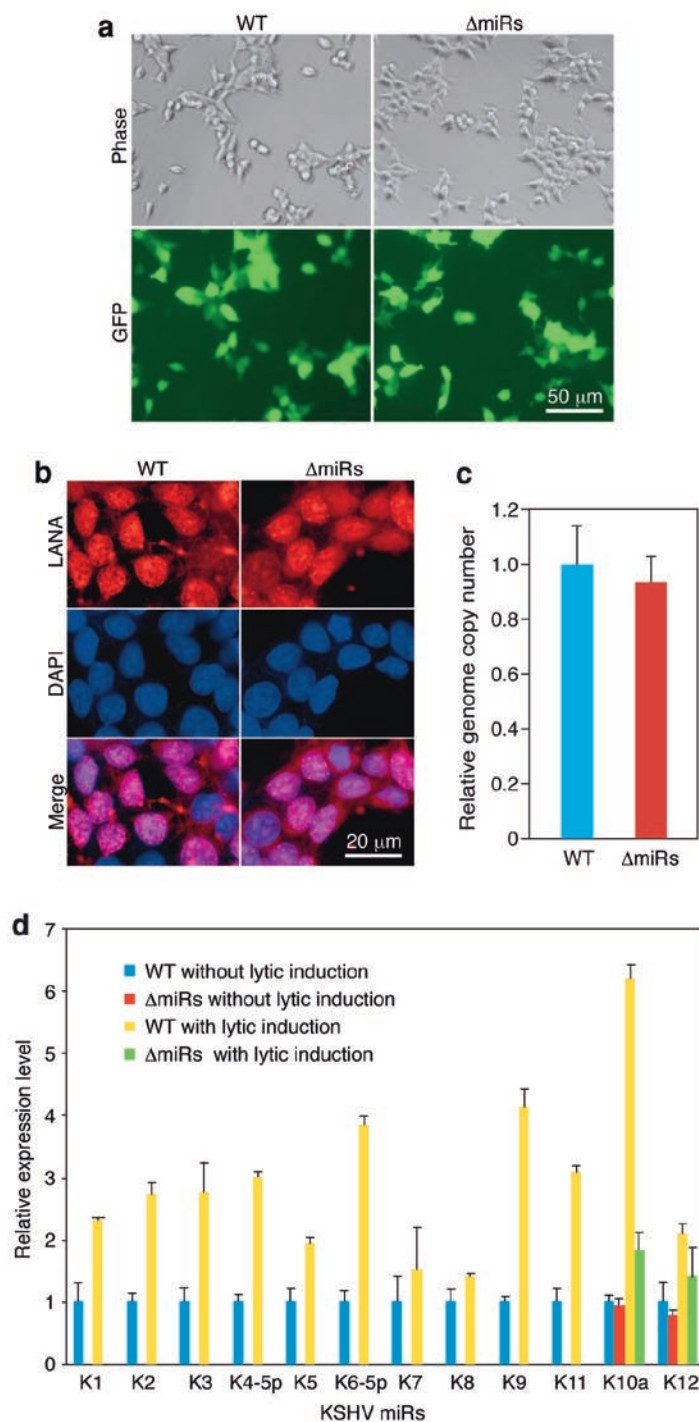 a
WT ΔmiRs
Phase
GFP
50 μm
b
WT ΔmiRs
LANA
DAPI
Merge
20 μm
c
Relative genome copy number
1.2
1.0
0.8
0.6
0.4
0.2
0
WT ΔmiRs
d
Relative expression level
7
6
5
4
3
2
1
0
WT without lytic induction
ΔmiRs without lytic induction
WT with lytic induction
ΔmiRs with lytic induction
K1 K2 K3 K4-5p K5 K6-5p K7 K8 K9 K11 K10a K12
KSHV miRs